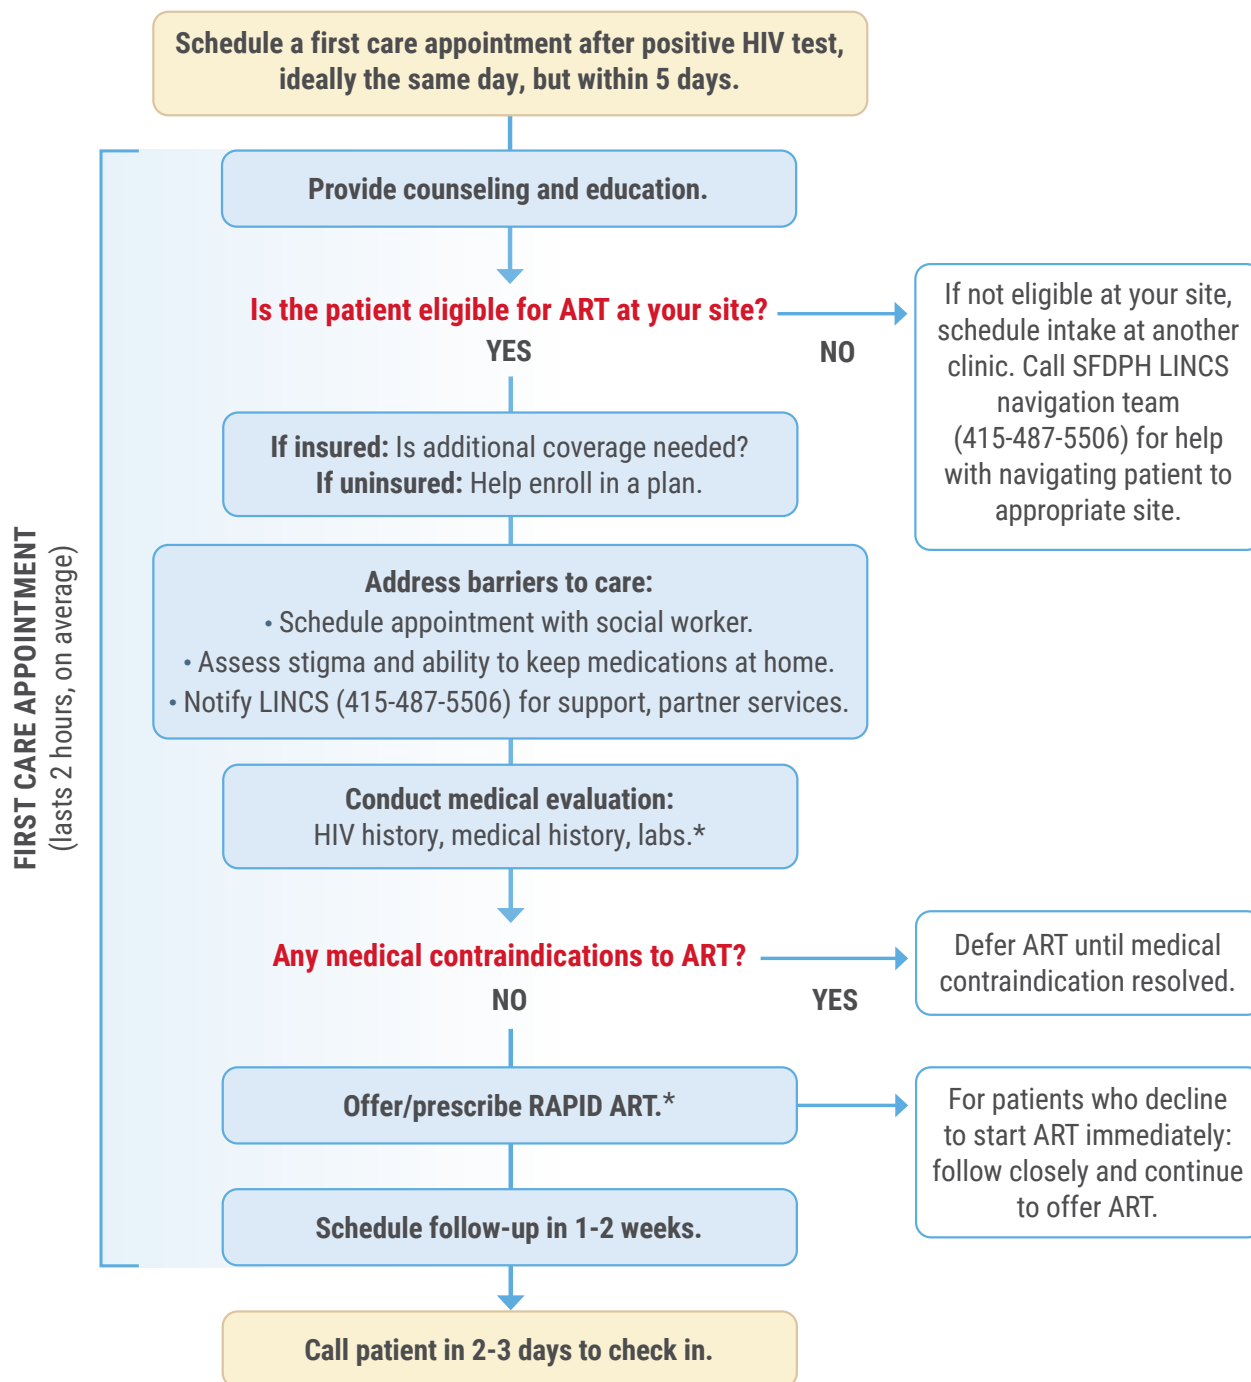 Schedule a first care appointment after positive HIV test,
ideally the same day, but within 5 days.
FIRST CARE APPOINTMENT
(lasts 2 hours, on average)
Provide counseling and education.
Is the patient eligible for ART at your site?
YES
NO
If not eligible at your site,
schedule intake at another
clinic. Call SFDPH LINCS
navigation team
(415-487-5506) for help
with navigating patient to
appropriate site.
If insured: Is additional coverage needed?
If uninsured: Help enroll in a plan.
Address barriers to care:
• Schedule appointment with social worker.
• Assess stigma and ability to keep medications at home.
• Notify LINCS (415-487-5506) for support, partner services.
Conduct medical evaluation:
HIV history, medical history, labs.*
Any medical contraindications to ART?
NO
YES
Defer ART until medical
contraindication resolved.
Offer/prescribe RAPID ART.*
For patients who decline
to start ART immediately:
follow closely and continue
to offer ART.
Schedule follow-up in 1-2 weeks.
Call patient in 2-3 days to check in.